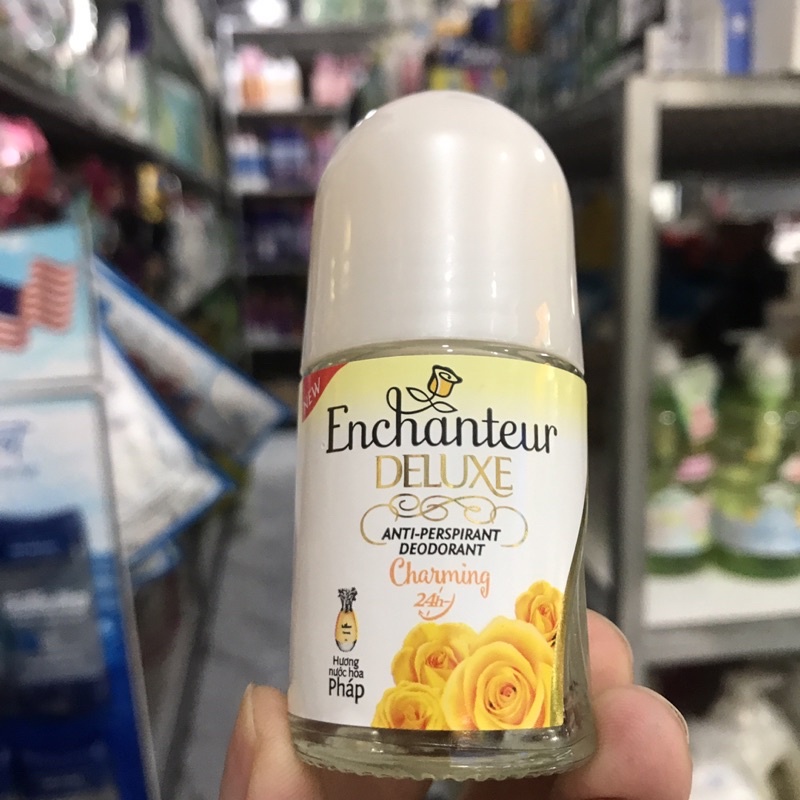 NEW
Enchanteur
DELUXE
ANTI-PERSPIRANT
DEODORANT
Charming
24h
Hương
nước hoa
Pháp